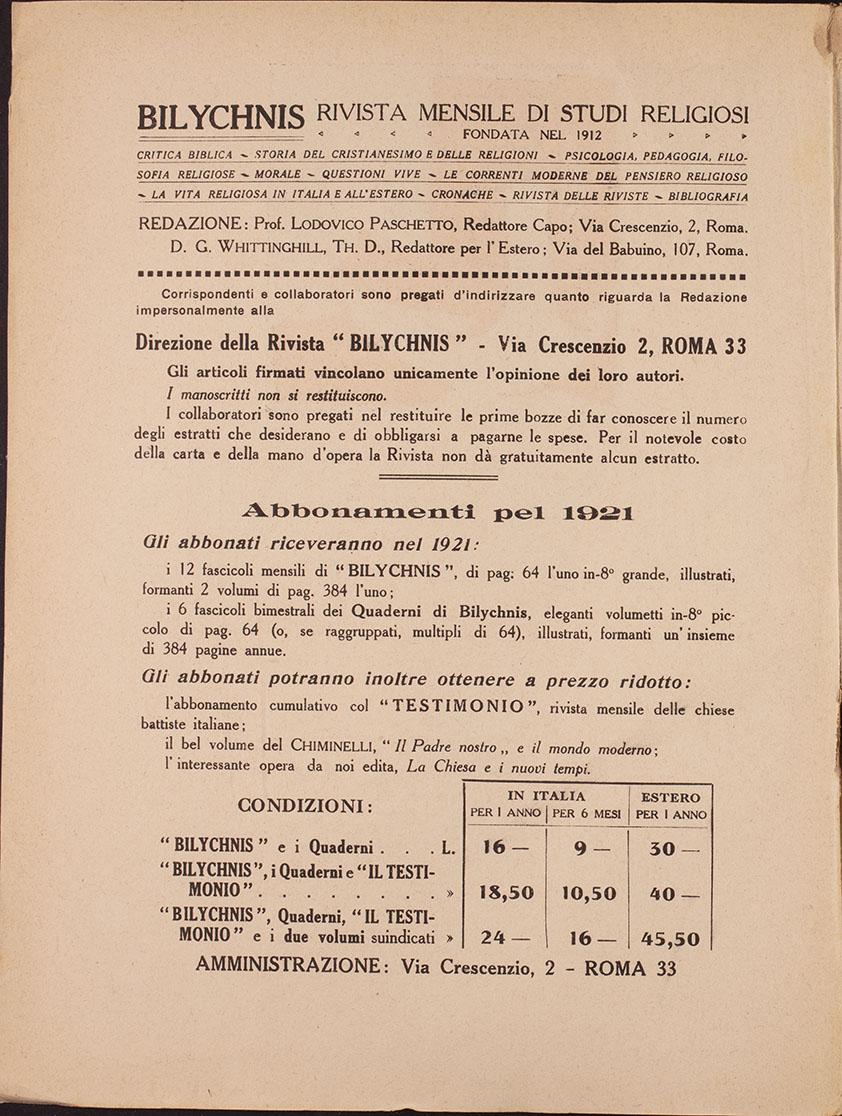 BILYCHNIS RIVISTA MENSILE DI STUDI RELIGIOSI
FONDATA NEL 1912
CRITICA BIBLICA ~ STORIA DEL CRISTIANESIMO E DELLE RELIGIONI ~ PSICOLOGIA, PEDAGOGIA, FILO-
SOFIA RELIGIOSE ~ MORALE ~ QUESTIONI VIVE ~ LE CORRENTI MODERNE DEL PENSIERO RELIGIOSO
~ LA VITA RELIGIOSA IN ITALIA E ALL'ESTERO ~ CRONACHE ~ RIVISTA DELLE RIVISTE ~ BIBLIOGRAFIA
REDAZIONE: Prof. LODOVICO PASCHETTO, Redattore Capo; Via Crescenzio, 2, Roma.
D. G. WHITTINGHILL, TH. D., Redattore per l'Estero; Via del Babuino, 107, Roma.
Corrispondenti e collaboratori sono pregati d'indirizzare quanto riguarda la Redazione
impersonalmente alla
Direzione della Rivista " BILYCHNIS " - Via Crescenzio 2, ROMA 33
Gli articoli firmati vincolano unicamente l'opinione dei loro autori.
I manoscritti non si restituiscono.
I collaboratori sono pregati nel restituire le prime bozze di far conoscere il numero
degli estratti che desiderano e di obbligarsi a pagarne le spese. Per il notevole costo
della carta e della mano d'opera la Rivista non dà gratuitamente alcun estratto.
Abbonamenti pel 1921
Gli abbonati riceveranno nel 1921:
i 12 fascicoli mensili di " BILYCHNIS ", di pag: 64 l'uno in-8° grande, illustrati,
formanti 2 volumi di pag. 384 l'uno;
i 6 fascicoli bimestrali dei Quaderni di Bilychnis, eleganti volumetti in-8° pic-
colo di pag. 64 (o, se raggruppati, multipli di 64), illustrati, formanti un'insieme
di 384 pagine annue.
Gli abbonati potranno inoltre ottenere a prezzo ridotto:
l'abbonamento cumulativo col " TESTIMONIO ", rivista mensile delle chiese
battiste italiane;
il bel volume del CHIMINELLI, " Il Padre nostro „ e il mondo moderno;
l'interessante opera da noi edita, La Chiesa e i nuovi tempi.
CONDIZIONI:
IN ITALIA ESTERO
PER 1 ANNO PER 6 MESI PER 1 ANNO
" BILYCHNIS " e i Quaderni . . . L. 16 — 9 — 30 —
" BILYCHNIS ", i Quaderni e " IL TESTI-
MONIO " . . . . . . . . » 18,50 10,50 40 —
" BILYCHNIS ", Quaderni, " IL TESTI-
MONIO " e i due volumi suindicati » 24 — 16 — 45,50
AMMINISTRAZIONE: Via Crescenzio, 2 - ROMA 33